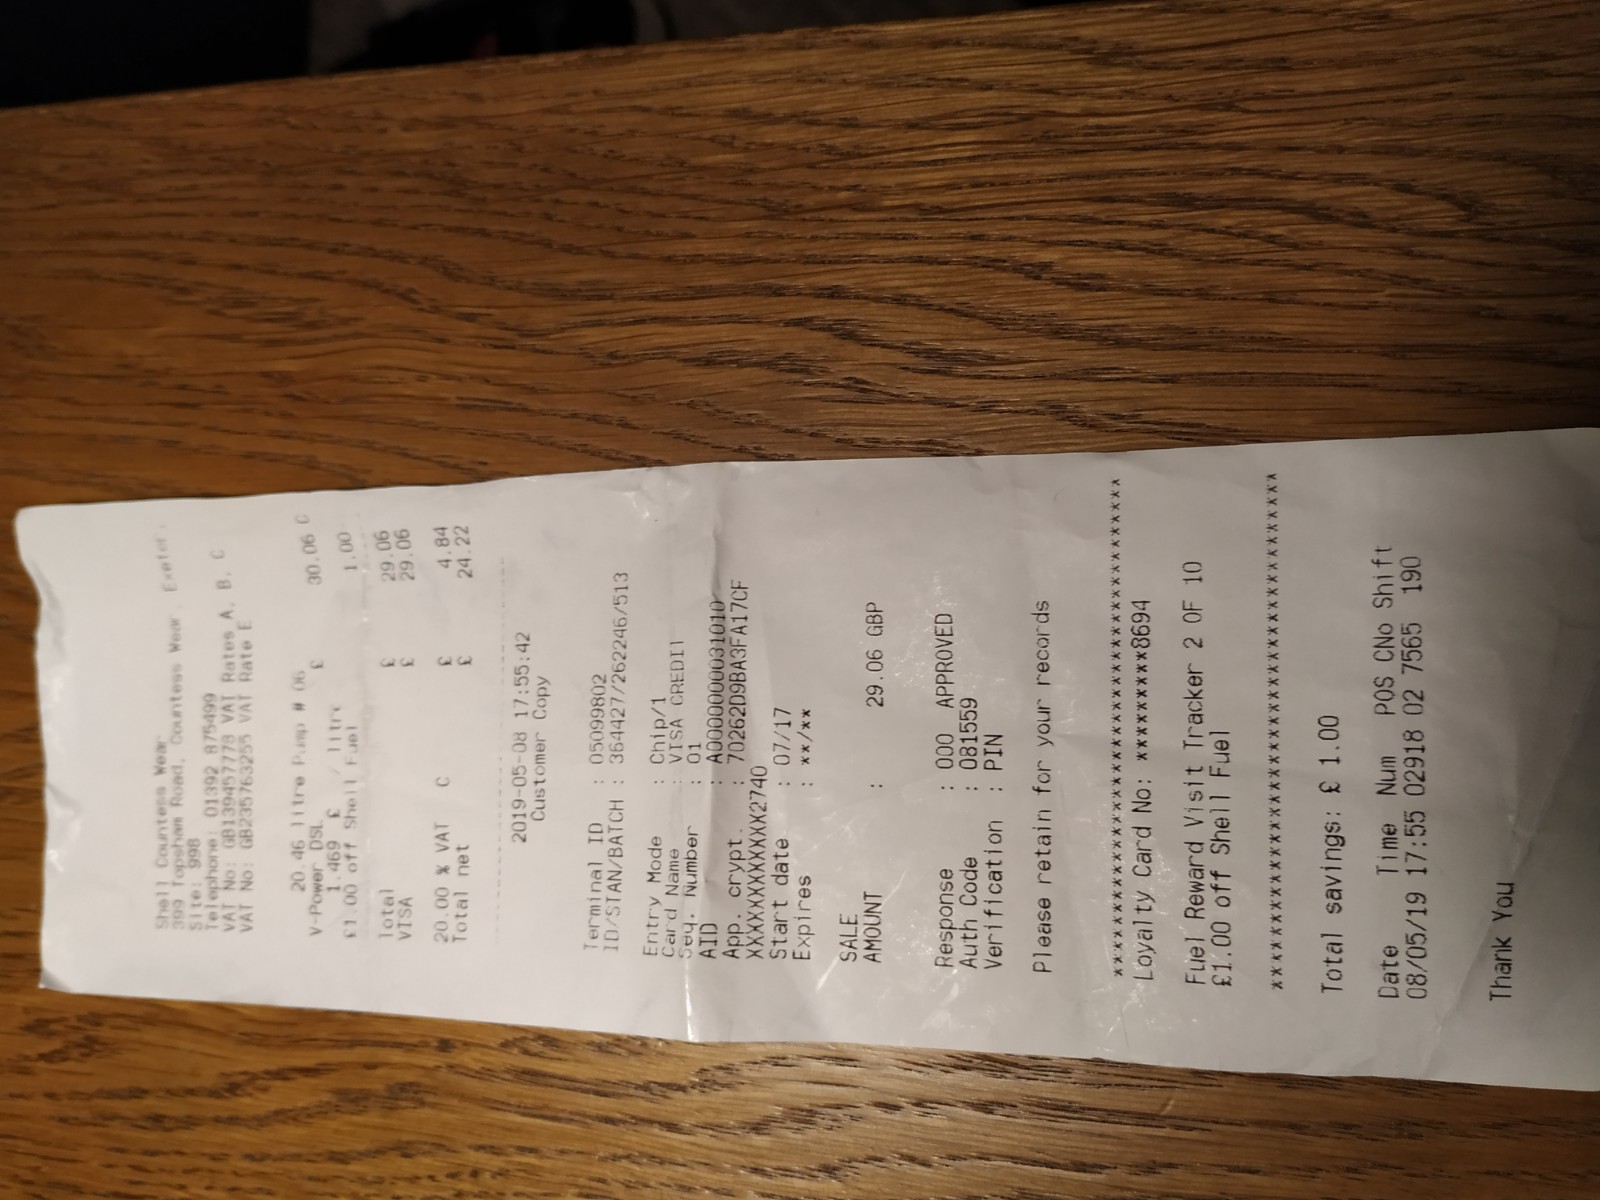 Shell Countess Wear
399 Topsham Road, Countess Wear, Exeter,
Site: 998
Telephone: 01392 875499
VAT No: GB139457778 VAT Rates A, B, C
VAT No: GB235763255 VAT Rate E
20.46 litre Pump # 06
V-Power DSL £ 30.06 C
1.469 £ / litre
£1.00 off Shell Fuel 1.00-
Total £ 29.06
VISA £ 29.06
20.00 % VAT C £ 4.84
Total net £ 24.22
2019-05-08 17:55:42
Customer Copy
Terminal ID : 05099802
ID/STAN/BATCH : 364427/262246/513
Entry Mode : Chip/1
Card Name : VISA CREDIT
Seq. Number : 01
AID : A0000000031010
App. crypt. : 70262D9BA3FA17CF
XXXXXXXXXXXX2740
Start date : 07/17
Expires : **/**
SALE
AMOUNT : 29.06 GBP
Response : 000 APPROVED
Auth Code : 081559
Verification : PIN
Please retain for your records
****************************************
Loyalty Card No: **********8694
Fuel Reward Visit Tracker 2 OF 10
£1.00 off Shell Fuel
****************************************
Total savings: £ 1.00
Date Time Num POS CNo Shift
08/05/19 17:55 02918 02 7565 190
Thank You